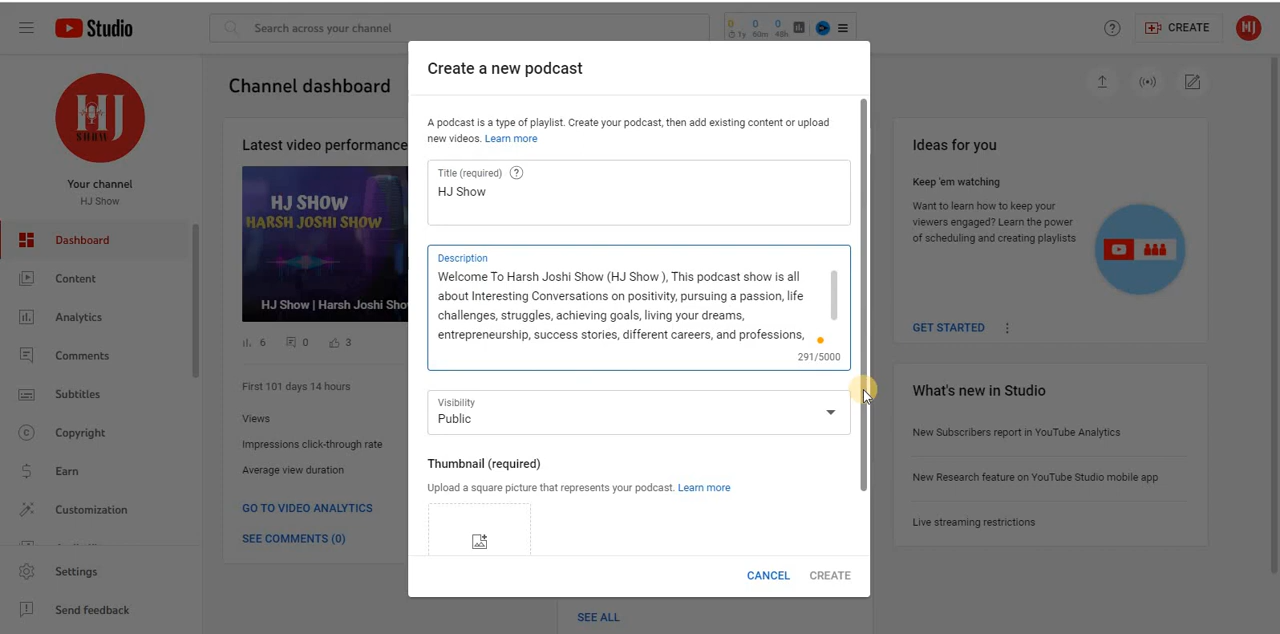 Studio
Search across your channel
0 0 0
1y 60m 48h
?
CREATE
HJ
HJ
SHOW
Your channel
HJ Show
Dashboard
Content
Analytics
Comments
Subtitles
Copyright
Earn
Customization
Settings
Send feedback
Channel dashboard
Latest video performance
HJ SHOW
HARSH JOSHI SHOW
HJ Show | Harsh Joshi Sho
6 0 3
First 101 days 14 hours
Views
Impressions click-through rate
Average view duration
GO TO VIDEO ANALYTICS
SEE COMMENTS (0)
Create a new podcast
A podcast is a type of playlist. Create your podcast, then add existing content or upload
new videos. Learn more
Title (required) ?
HJ Show
Description
Welcome To Harsh Joshi Show (HJ Show ), This podcast show is all
about Interesting Conversations on positivity, pursuing a passion, life
challenges, struggles, achieving goals, living your dreams,
entrepreneurship, success stories, different careers, and professions,
291/5000
Visibility
Public
Thumbnail (required)
Upload a square picture that represents your podcast. Learn more
CANCEL CREATE
SEE ALL
Ideas for you
Keep 'em watching
Want to learn how to keep your
viewers engaged? Learn the power
of scheduling and creating playlists
GET STARTED
What's new in Studio
New Subscribers report in YouTube Analytics
New Research feature on YouTube Studio mobile app
Live streaming restrictions